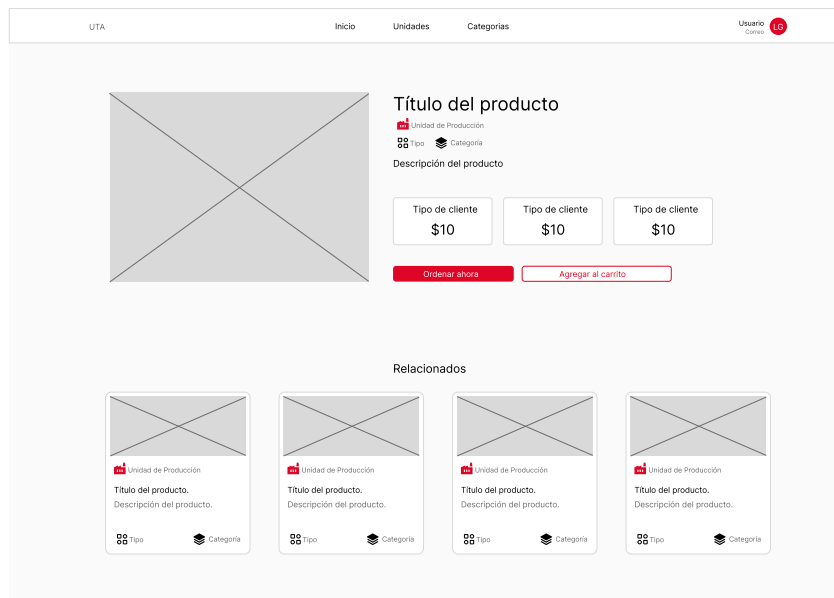 UTA
Inicio
Unidades
Categorias
Usuario
Correo
LG
Título del producto
Unidad de Producción
Tipo
Categoría
Descripción del producto
Tipo de cliente
$10
Tipo de cliente
$10
Tipo de cliente
$10
Ordenar ahora
Agregar al carrito
Relacionados
Unidad de Producción
Título del producto.
Descripción del producto.
Tipo
Categoría
Unidad de Producción
Título del producto.
Descripción del producto.
Tipo
Categoría
Unidad de Producción
Título del producto.
Descripción del producto.
Tipo
Categoría
Unidad de Producción
Título del producto.
Descripción del producto.
Tipo
Categoría